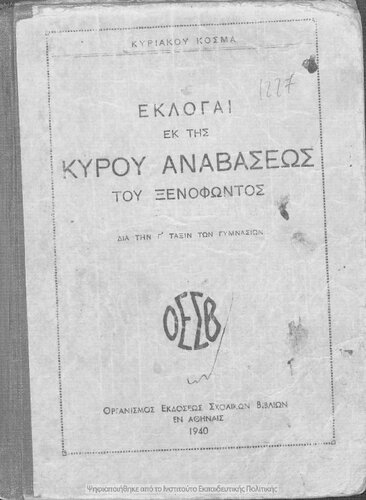 ΚΥΡΙΑΚΟΥ ΚΟΣΜΑ
1227
ΕΚΛΟΓΑΙ
ΕΚ ΤΗΣ
ΚΥΡΟΥ ΑΝΑΒΑΣΕΩΣ
ΤΟΥ ΞΕΝΟΦΩΝΤΟΣ
ΔΙΑ ΤΗΝ Γ΄ ΤΑΞΙΝ ΤΩΝ ΓΥΜΝΑΣΙΩΝ
ΟΕΣΒ
ΟΡΓΑΝΙΣΜΟΣ ΕΚΔΟΣΕΩΣ ΣΧΟΛΙΚΩΝ ΒΙΒΛΙΩΝ
ΕΝ ΑΘΗΝΑΙΣ
1940
Ψηφιοποιήθηκε από το Ινστιτούτο Εκπαιδευτικής Πολιτικής